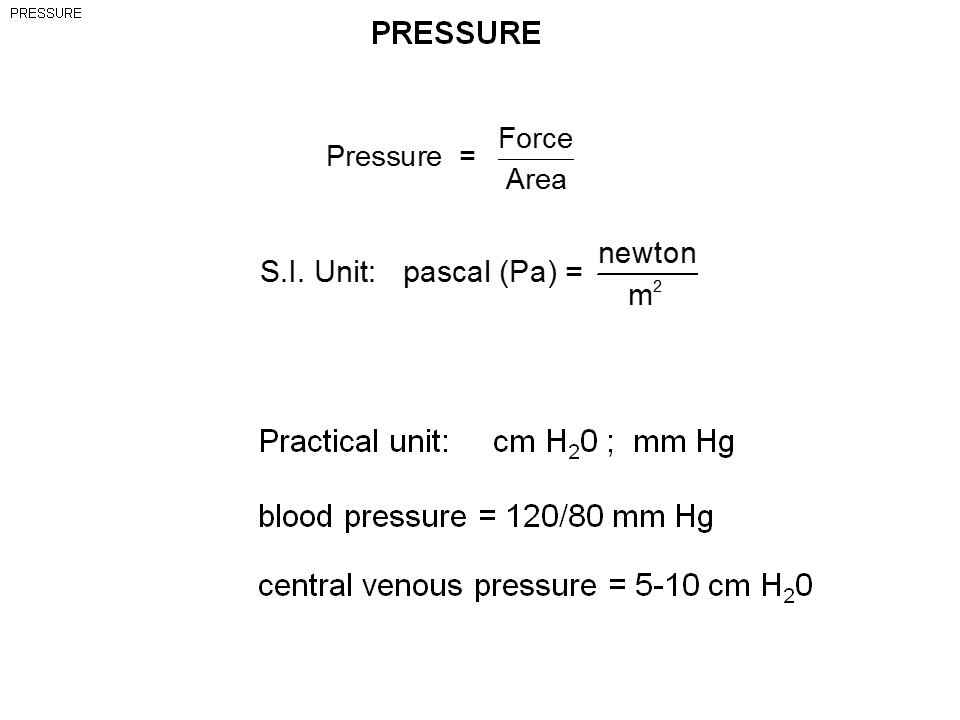 PRESSURE
PRESSURE
Pressure = Force / Area
S.I. Unit: pascal (Pa) = newton / m²
Practical unit: cm H₂0 ; mm Hg
blood pressure = 120/80 mm Hg
central venous pressure = 5-10 cm H₂0